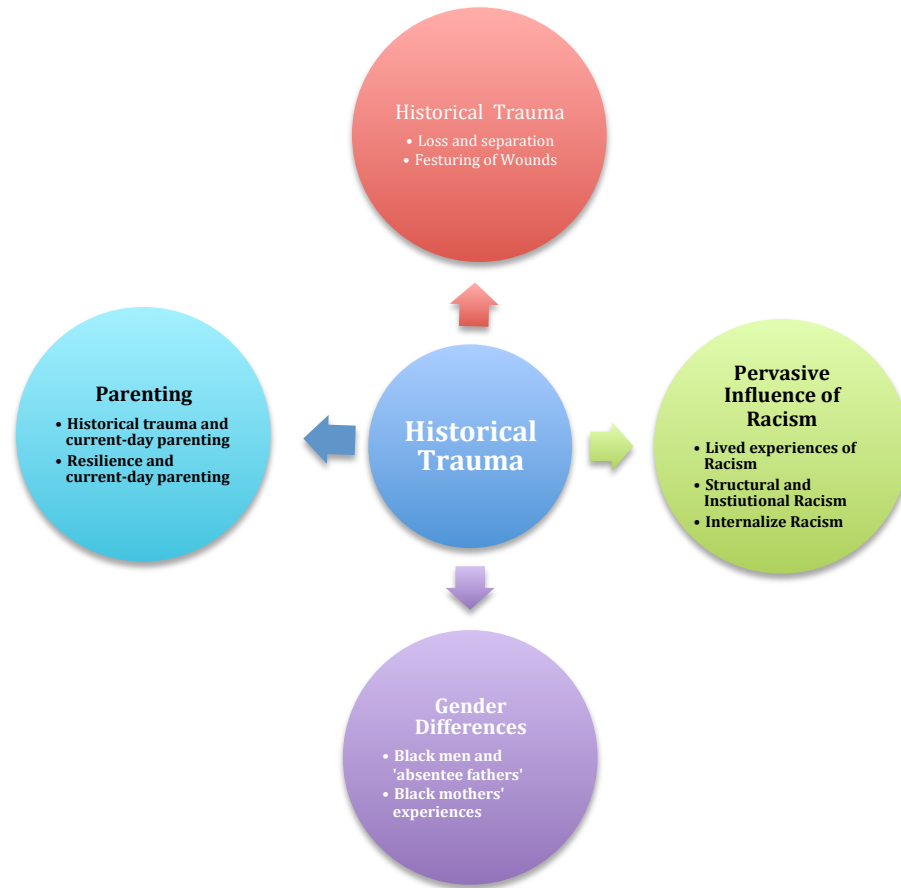 Historical Trauma
• Loss and separation
• Festuring of Wounds
Parenting
• Historical trauma and
current-day parenting
• Resilience and
current-day parenting
Historical
Trauma
Pervasive
Influence of
Racism
• Lived experiences of
Racism
• Structural and
Instiutional Racism
• Internalize Racism
Gender
Differences
• Black men and
'absentee fathers'
• Black mothers'
experiences